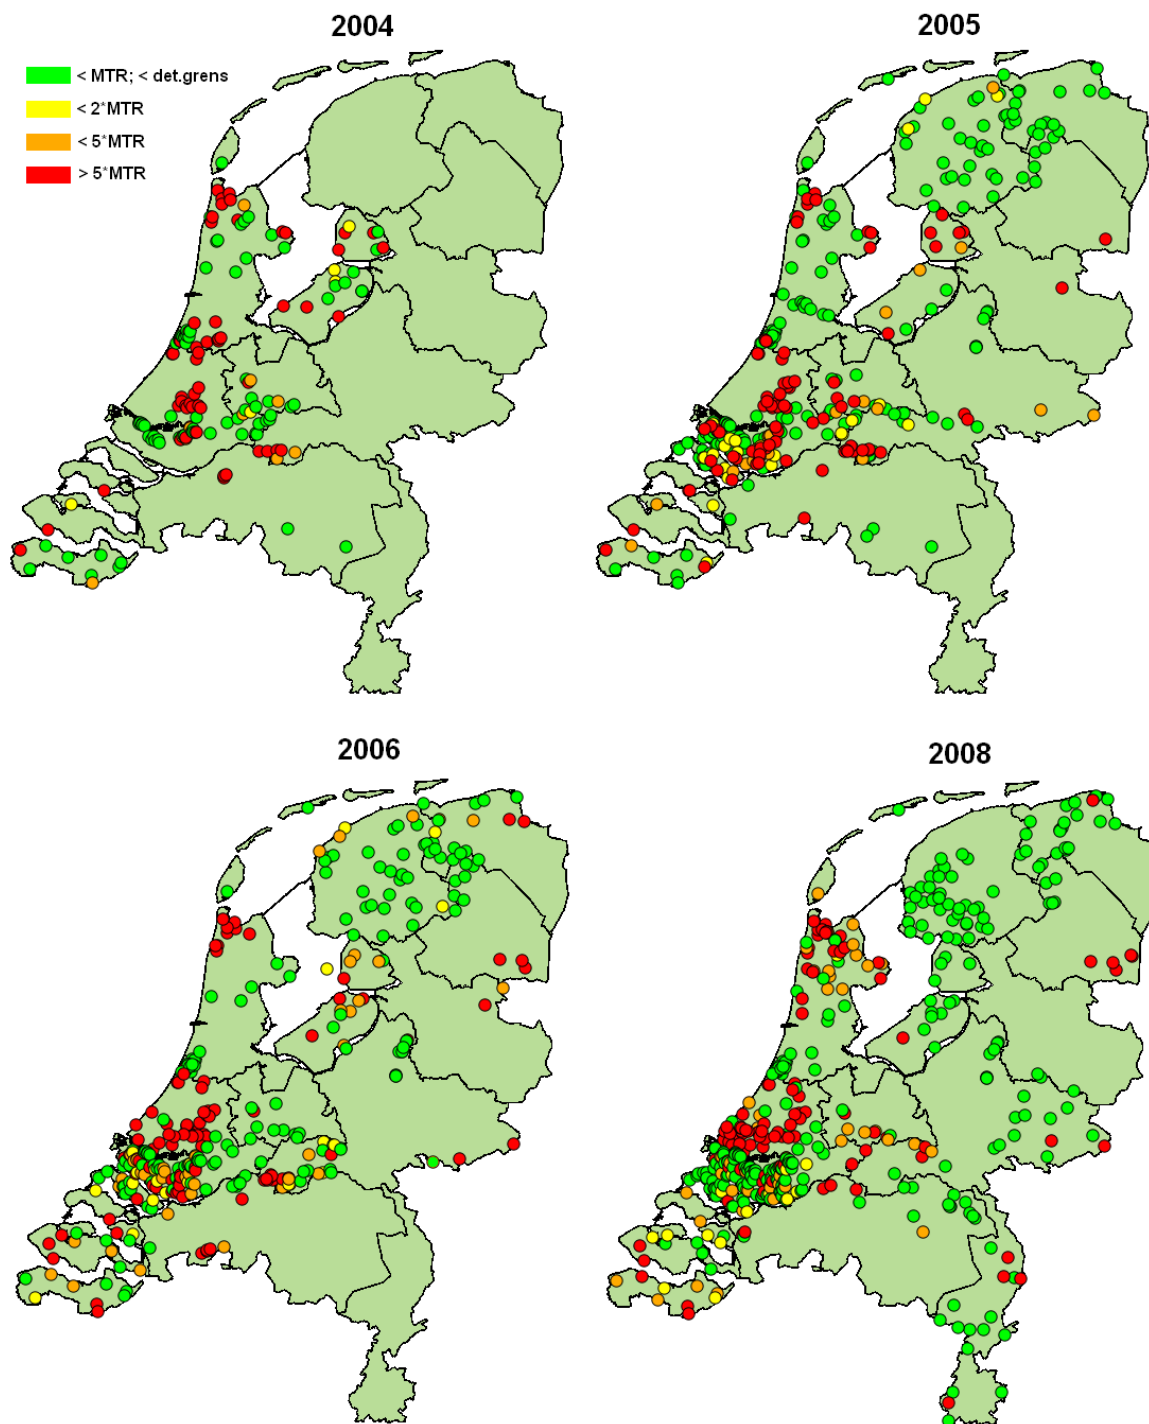 2004
2005
< MTR; < det.grens
< 2*MTR
< 5*MTR
> 5*MTR
2006
2008